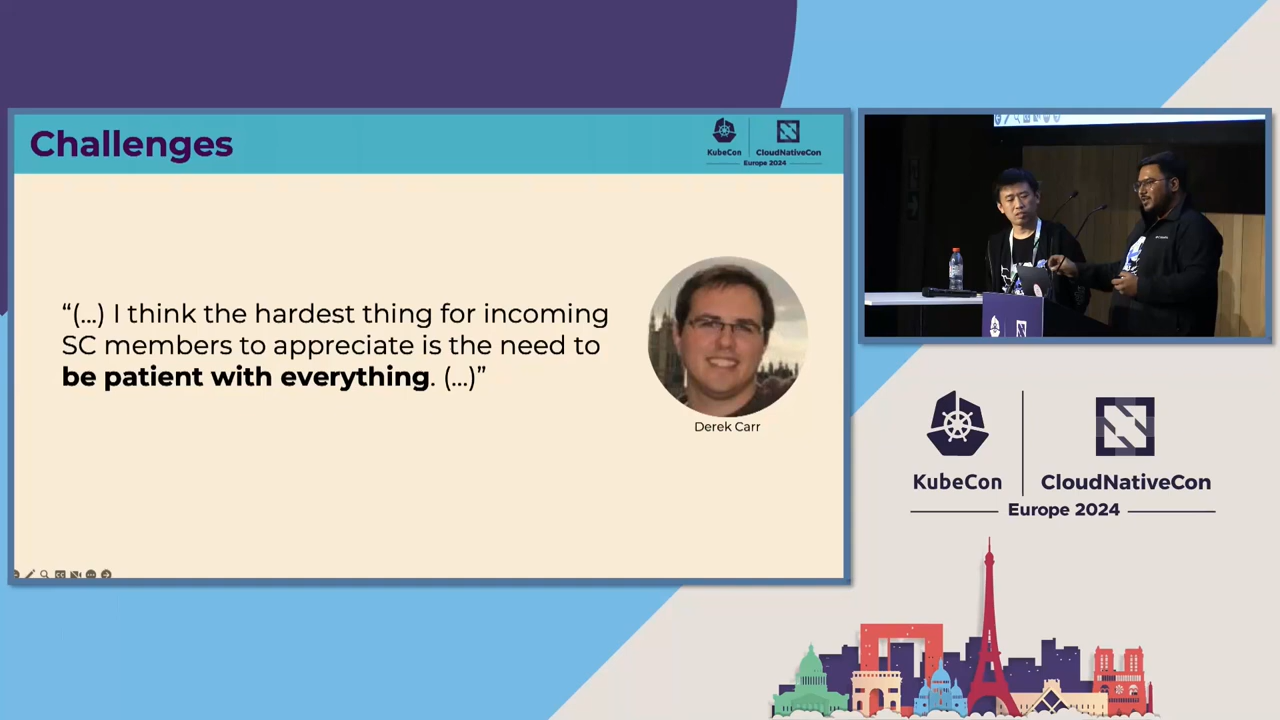 Challenges
KubeCon
CloudNativeCon
Europe 2024
“(...) I think the hardest thing for incoming
SC members to appreciate is the need to
be patient with everything. (...)”
Derek Carr
KubeCon
CloudNativeCon
Europe 2024